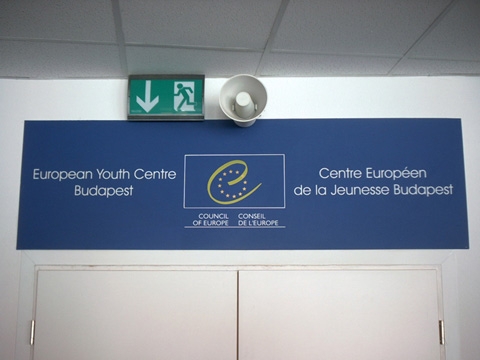 European Youth Centre
Budapest
COUNCIL
OF EUROPE
CONSEIL
DE L'EUROPE
Centre Européen
de la Jeunesse Budapest